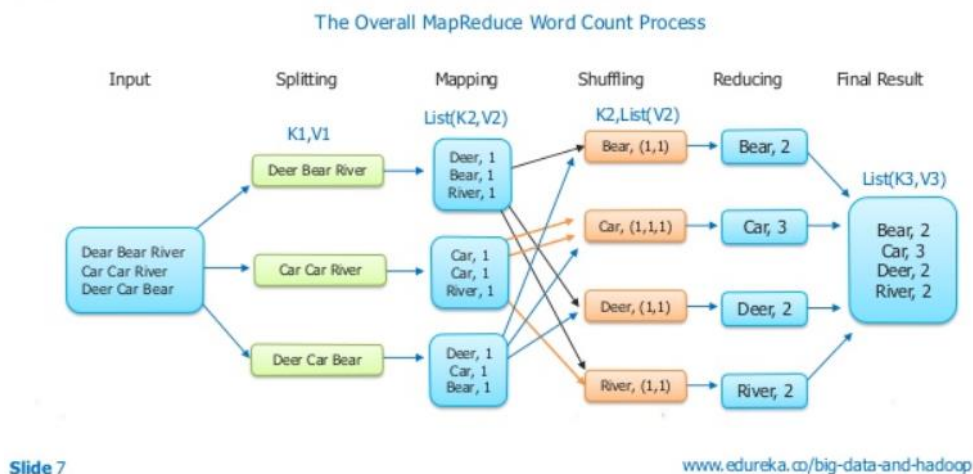 The Overall MapReduce Word Count Process
Input
Splitting
Mapping
Shuffling
Reducing
Final Result
K1,V1
List(K2,V2)
K2,List(V2)
List(K3,V3)
Dear Bear River
Car Car River
Deer Car Bear
Deer Bear River
Car Car River
Deer Car Bear
Deer, 1
Bear, 1
River, 1
Car, 1
Car, 1
River, 1
Deer, 1
Car, 1
Bear, 1
Bear, (1,1)
Car, (1,1,1)
Deer, (1,1)
River, (1,1)
Bear, 2
Car, 3
Deer, 2
River, 2
Bear, 2
Car, 3
Deer, 2
River, 2
Slide 7
www.edureka.co/big-data-and-hadoop